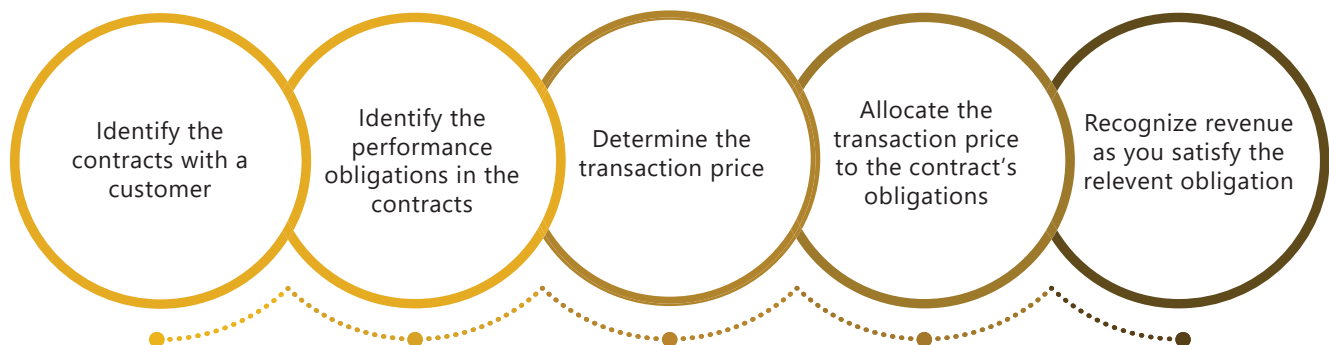 Identify the
contracts with a
customer
Identify the
performance
obligations in the
contracts
Determine the
transaction price
Allocate the
transaction price
to the contract’s
obligations
Recognize revenue
as you satisfy the
relevent obligation